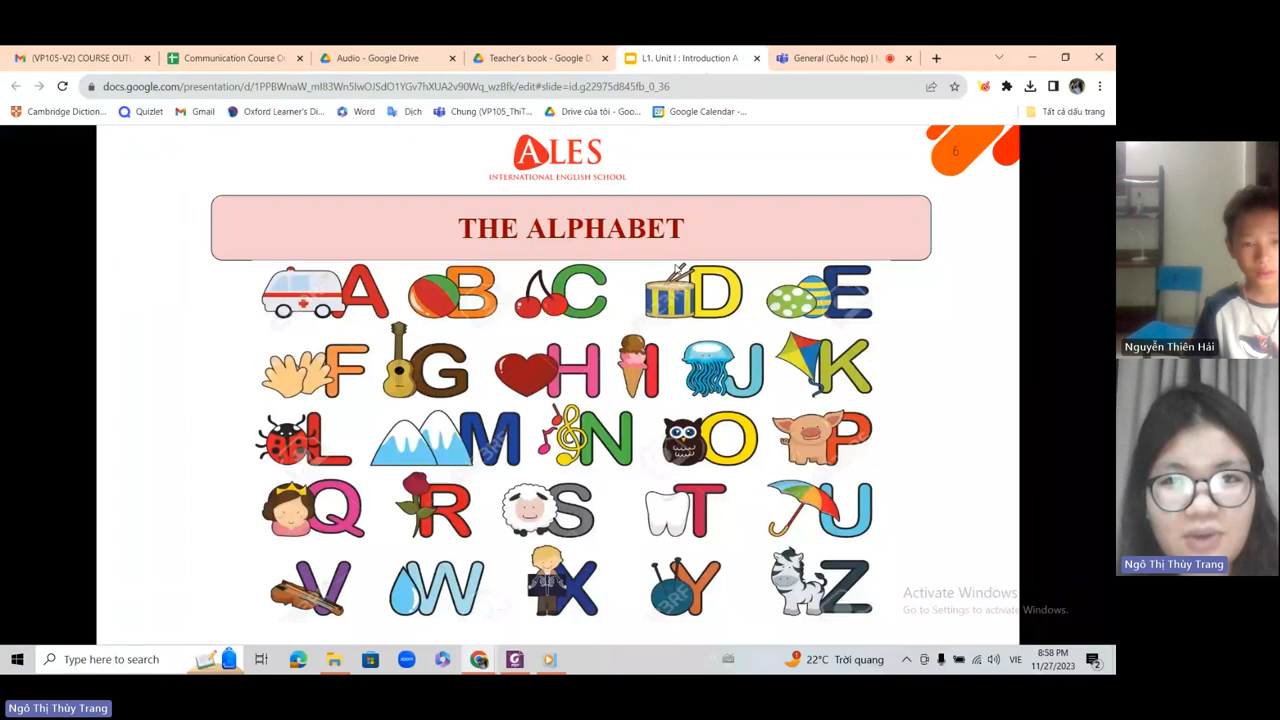 (VP105-V2) COURSE OUTL
Communication Course O
Audio - Google Drive
Teacher's book - Google D
L1. Unit I : Introduction A
General (Cuộc họp) |
docs.google.com/presentation/d/1PPBWnaW_mI83Wn5IwOJSdO1YGv7hXUA2v90Wq_wz8fk/edit#slide=id.g22975d845fb_0_36
Cambridge Diction...
Quizlet
Gmail
Oxford Learner's Di...
Word
Dịch
Chung (VP105_ThiT...
Drive của tôi - Goo...
Google Calendar -...
Tất cả dấu trang
ALES
INTERNATIONAL ENGLISH SCHOOL
6
THE ALPHABET
A B C D E
F G H I J K
L M N O P
Q R S T U
V W X Y Z
Activate Windows
Go to Settings to activate Windows.
Nguyễn Thiên Hải
Ngô Thị Thùy Trang
Type here to search
22°C Trời quang
VIE
8:58 PM
11/27/2023
2
Ngô Thị Thùy Trang